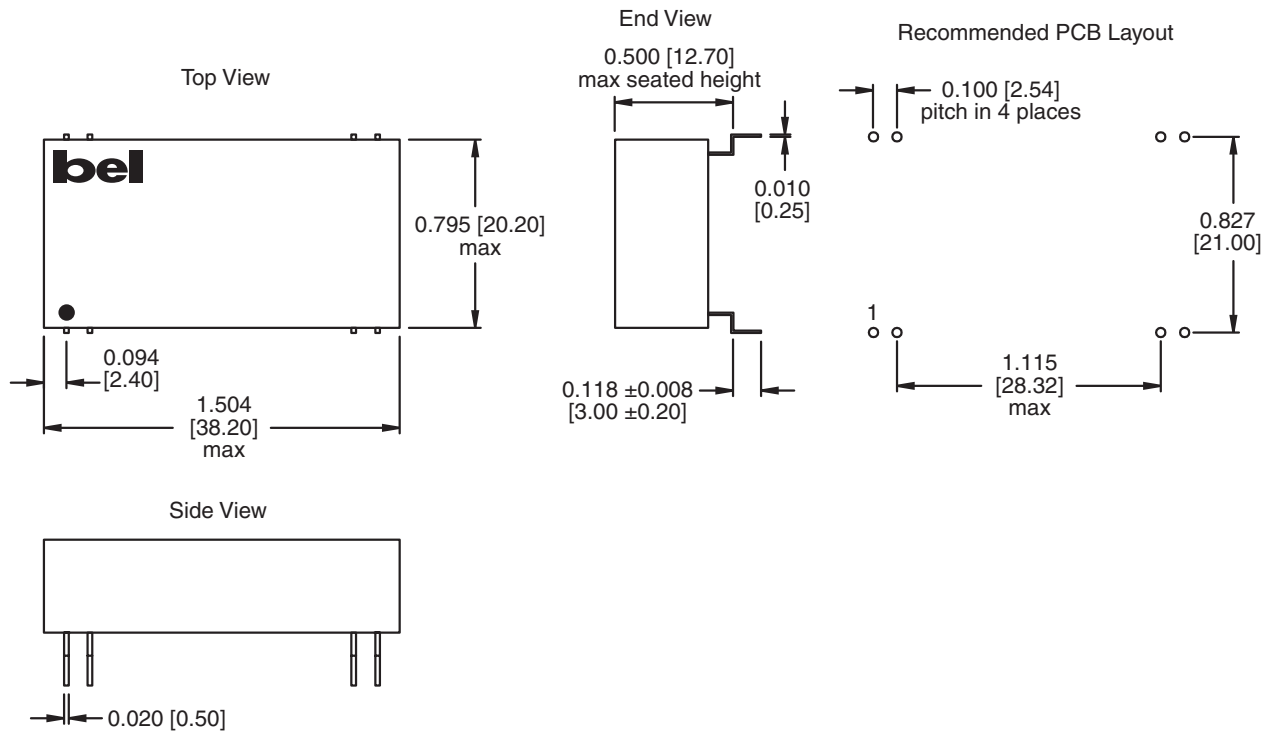 Top View
bel
0.795 [20.20]
max
0.094
[2.40]
1.504
[38.20]
max
End View
0.500 [12.70]
max seated height
0.010
[0.25]
0.118 ±0.008
[3.00 ±0.20]
Recommended PCB Layout
0.100 [2.54]
pitch in 4 places
0.827
[21.00]
1
1.115
[28.32]
max
Side View
0.020 [0.50]